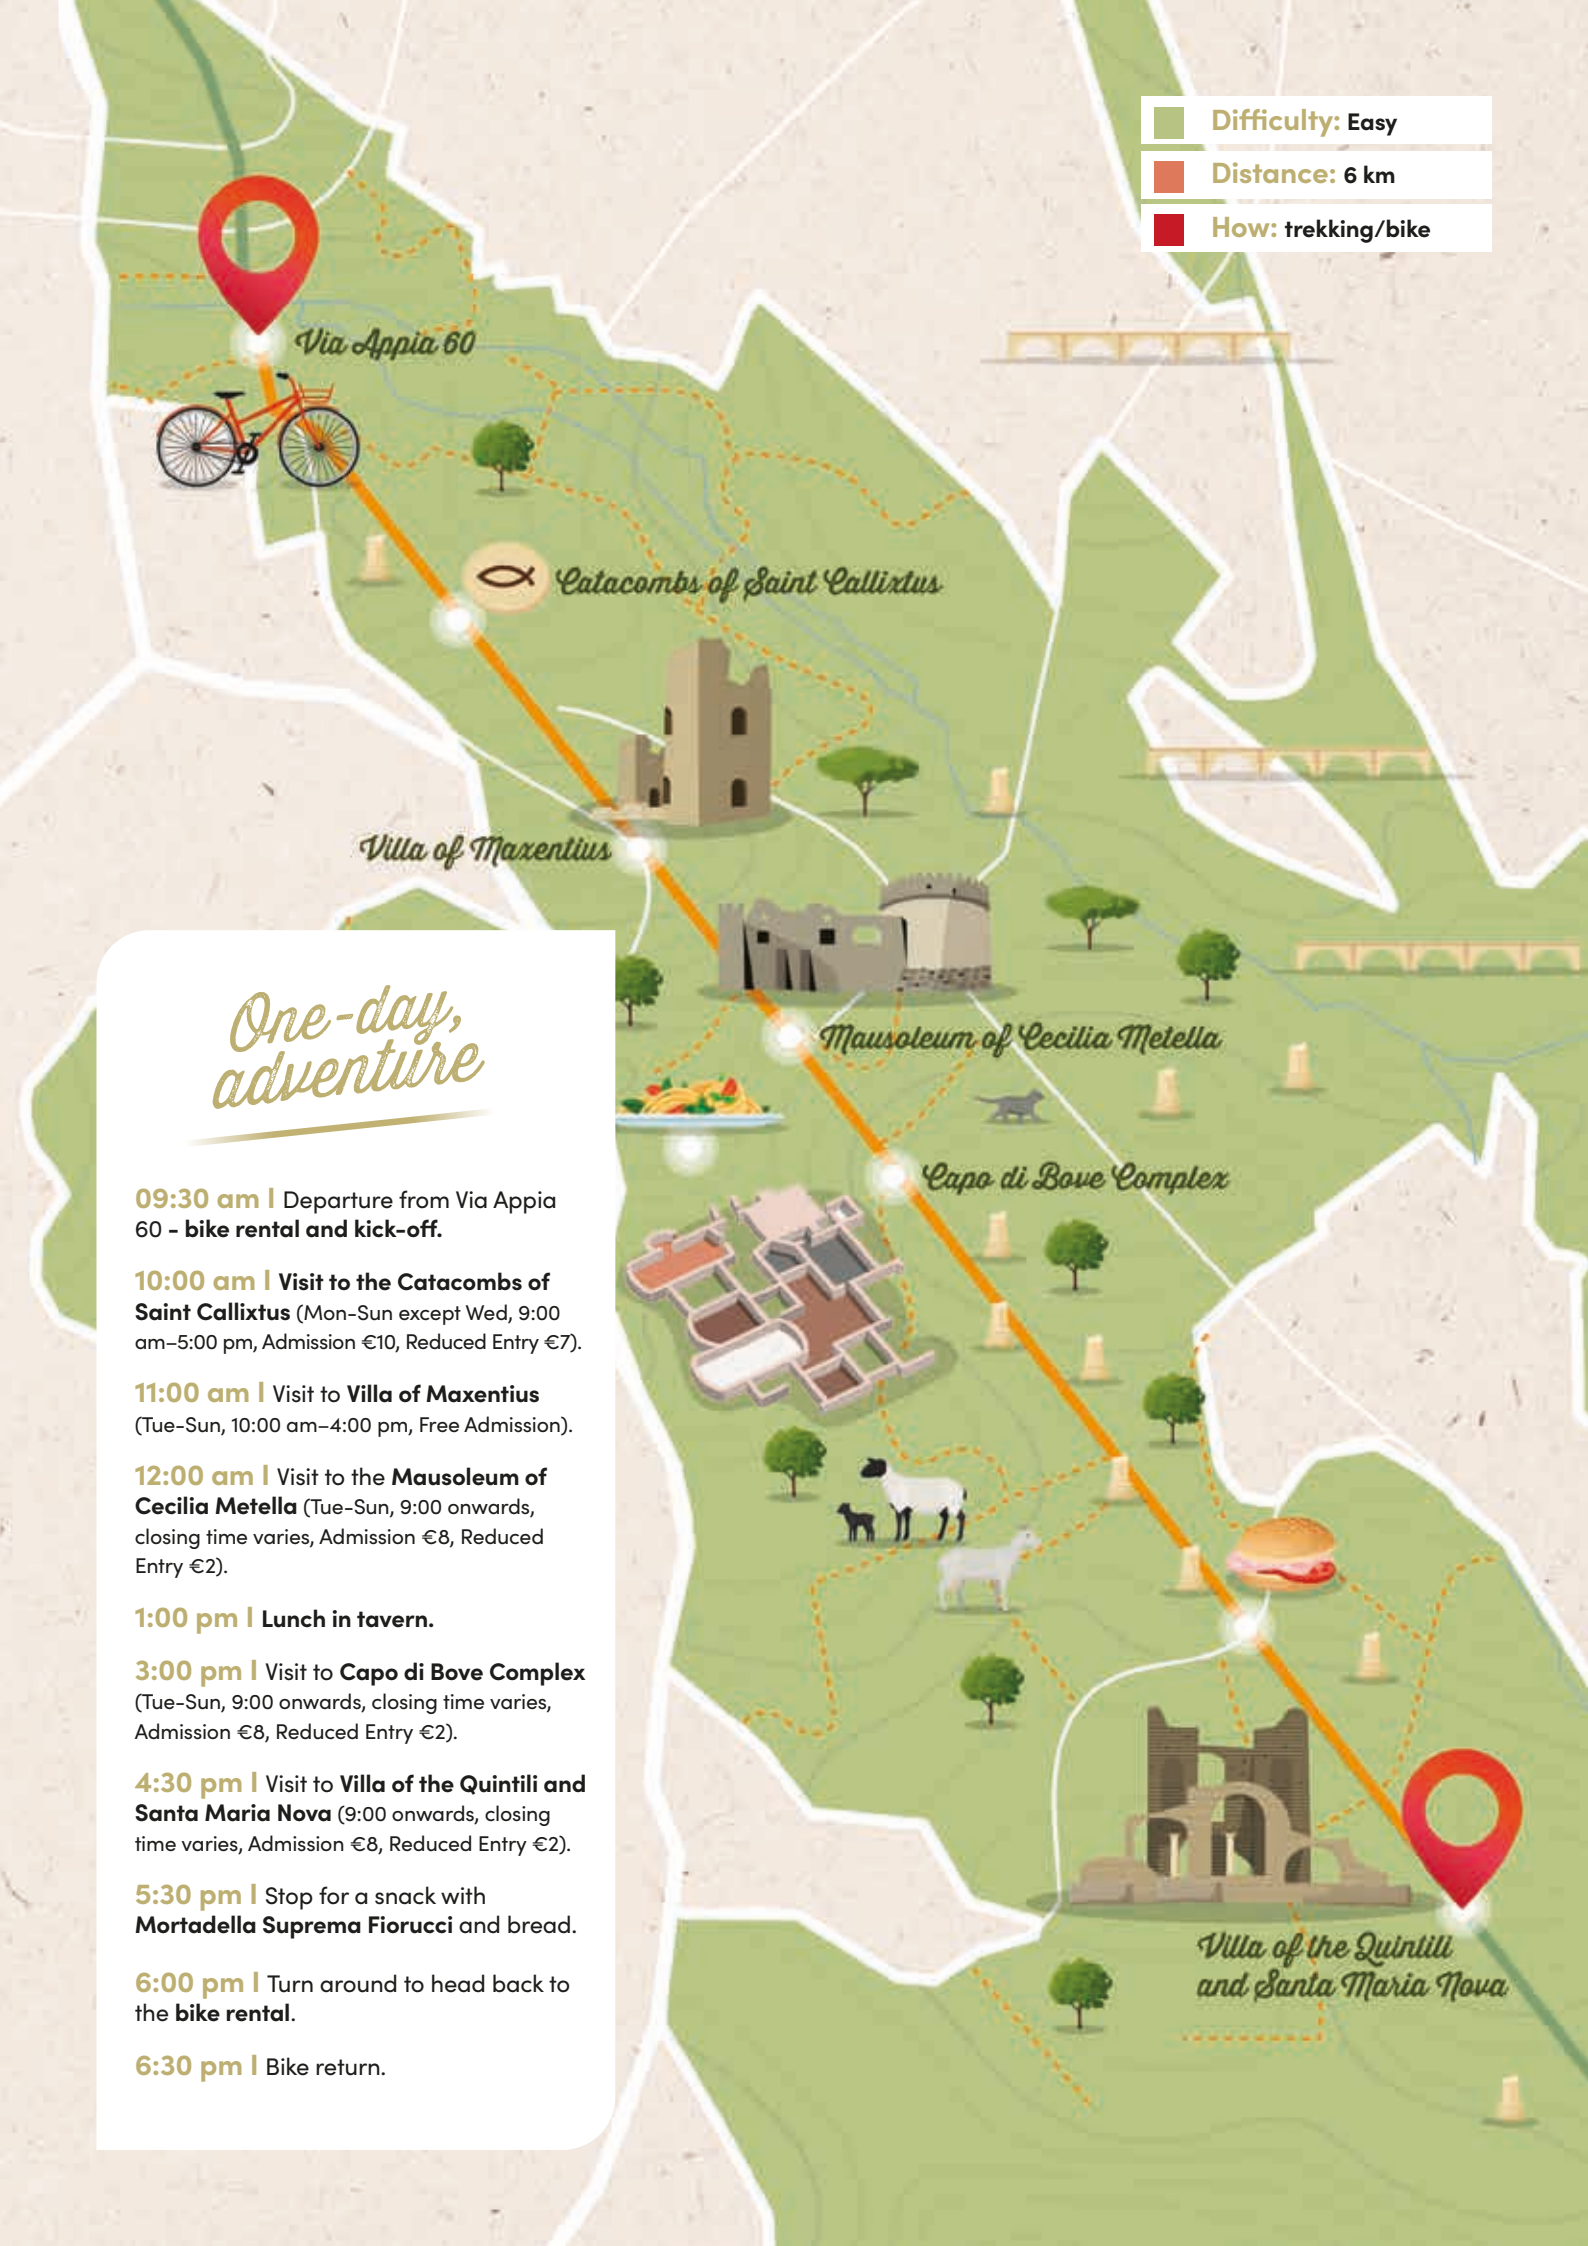 Difficulty: Easy
Distance: 6 km
How: trekking/bike
Via Appia 60
Catacombs of Saint Callixtus
Villa of Maxentius
Mausoleum of Cecilia Metella
Capo di Bove Complex
Villa of the Quintili
and Santa Maria Nova
One-day,
adventure
09:30 am | Departure from Via Appia
60 - bike rental and kick-off.
10:00 am | Visit to the Catacombs of
Saint Callixtus (Mon-Sun except Wed, 9:00
am–5:00 pm, Admission €10, Reduced Entry €7).
11:00 am | Visit to Villa of Maxentius
(Tue-Sun, 10:00 am–4:00 pm, Free Admission).
12:00 am | Visit to the Mausoleum of
Cecilia Metella (Tue-Sun, 9:00 onwards,
closing time varies, Admission €8, Reduced
Entry €2).
1:00 pm | Lunch in tavern.
3:00 pm | Visit to Capo di Bove Complex
(Tue-Sun, 9:00 onwards, closing time varies,
Admission €8, Reduced Entry €2).
4:30 pm | Visit to Villa of the Quintili and
Santa Maria Nova (9:00 onwards, closing
time varies, Admission €8, Reduced Entry €2).
5:30 pm | Stop for a snack with
Mortadella Suprema Fiorucci and bread.
6:00 pm | Turn around to head back to
the bike rental.
6:30 pm | Bike return.